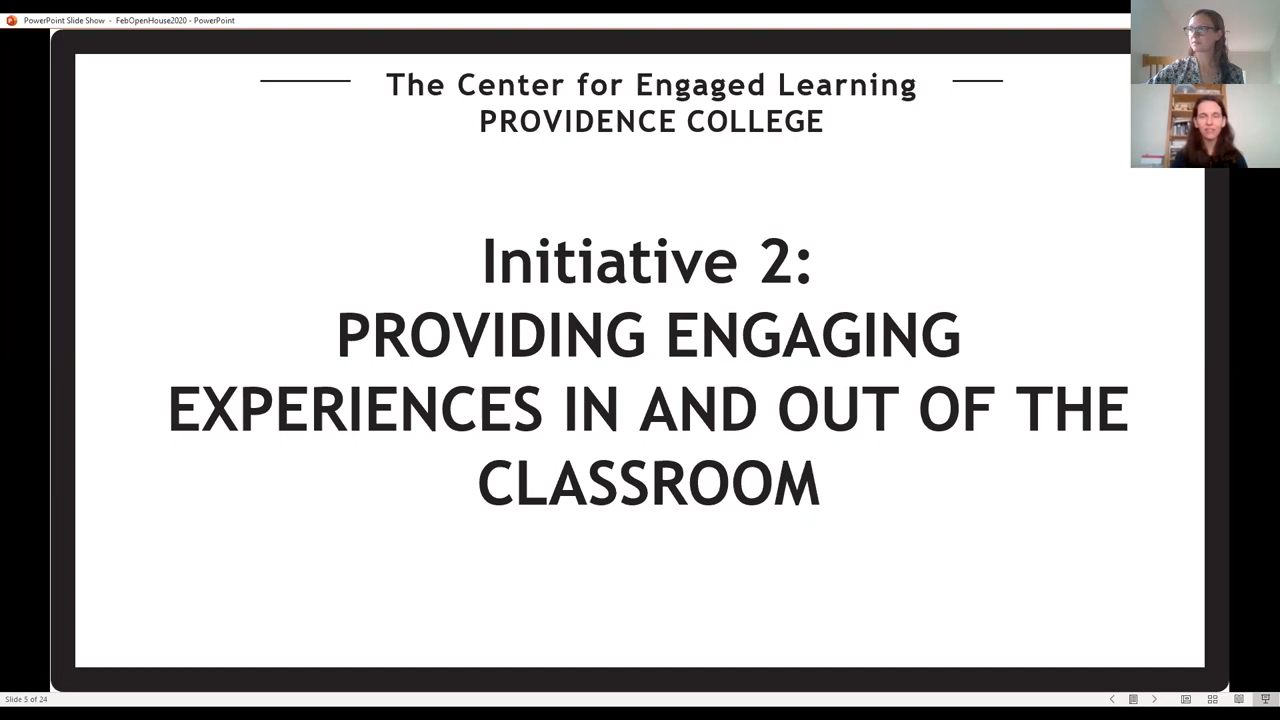 PowerPoint Slide Show - FebOpenHouse2020 - PowerPoint
The Center for Engaged Learning
PROVIDENCE COLLEGE
Initiative 2:
PROVIDING ENGAGING
EXPERIENCES IN AND OUT OF THE
CLASSROOM
Slide 5 of 24